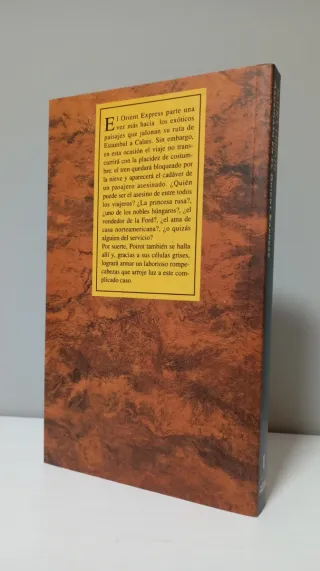 El Orient Express parte una
vez más hacia los exóticos
paisajes que jalonan su ruta de
Estambul a Calais. Sin embargo,
en esta ocasión el viaje no trans-
currirá con la placidez de costum-
bre: el tren quedará bloqueado por
la nieve y aparecerá el cadáver de
un pasajero asesinado. ¿Quién
puede ser el asesino de entre todos
los viajeros? ¿La princesa rusa?,
¿uno de los nobles húngaros?, ¿el
vendedor de la Ford?, ¿el ama de
casa norteamericana?, ¿o quizás
alguien del servicio?
Por suerte, Poirot también se halla
allí y, gracias a sus células grises,
logrará armar un laborioso rompe-
cabezas que arroje luz a este com-
plicado caso.